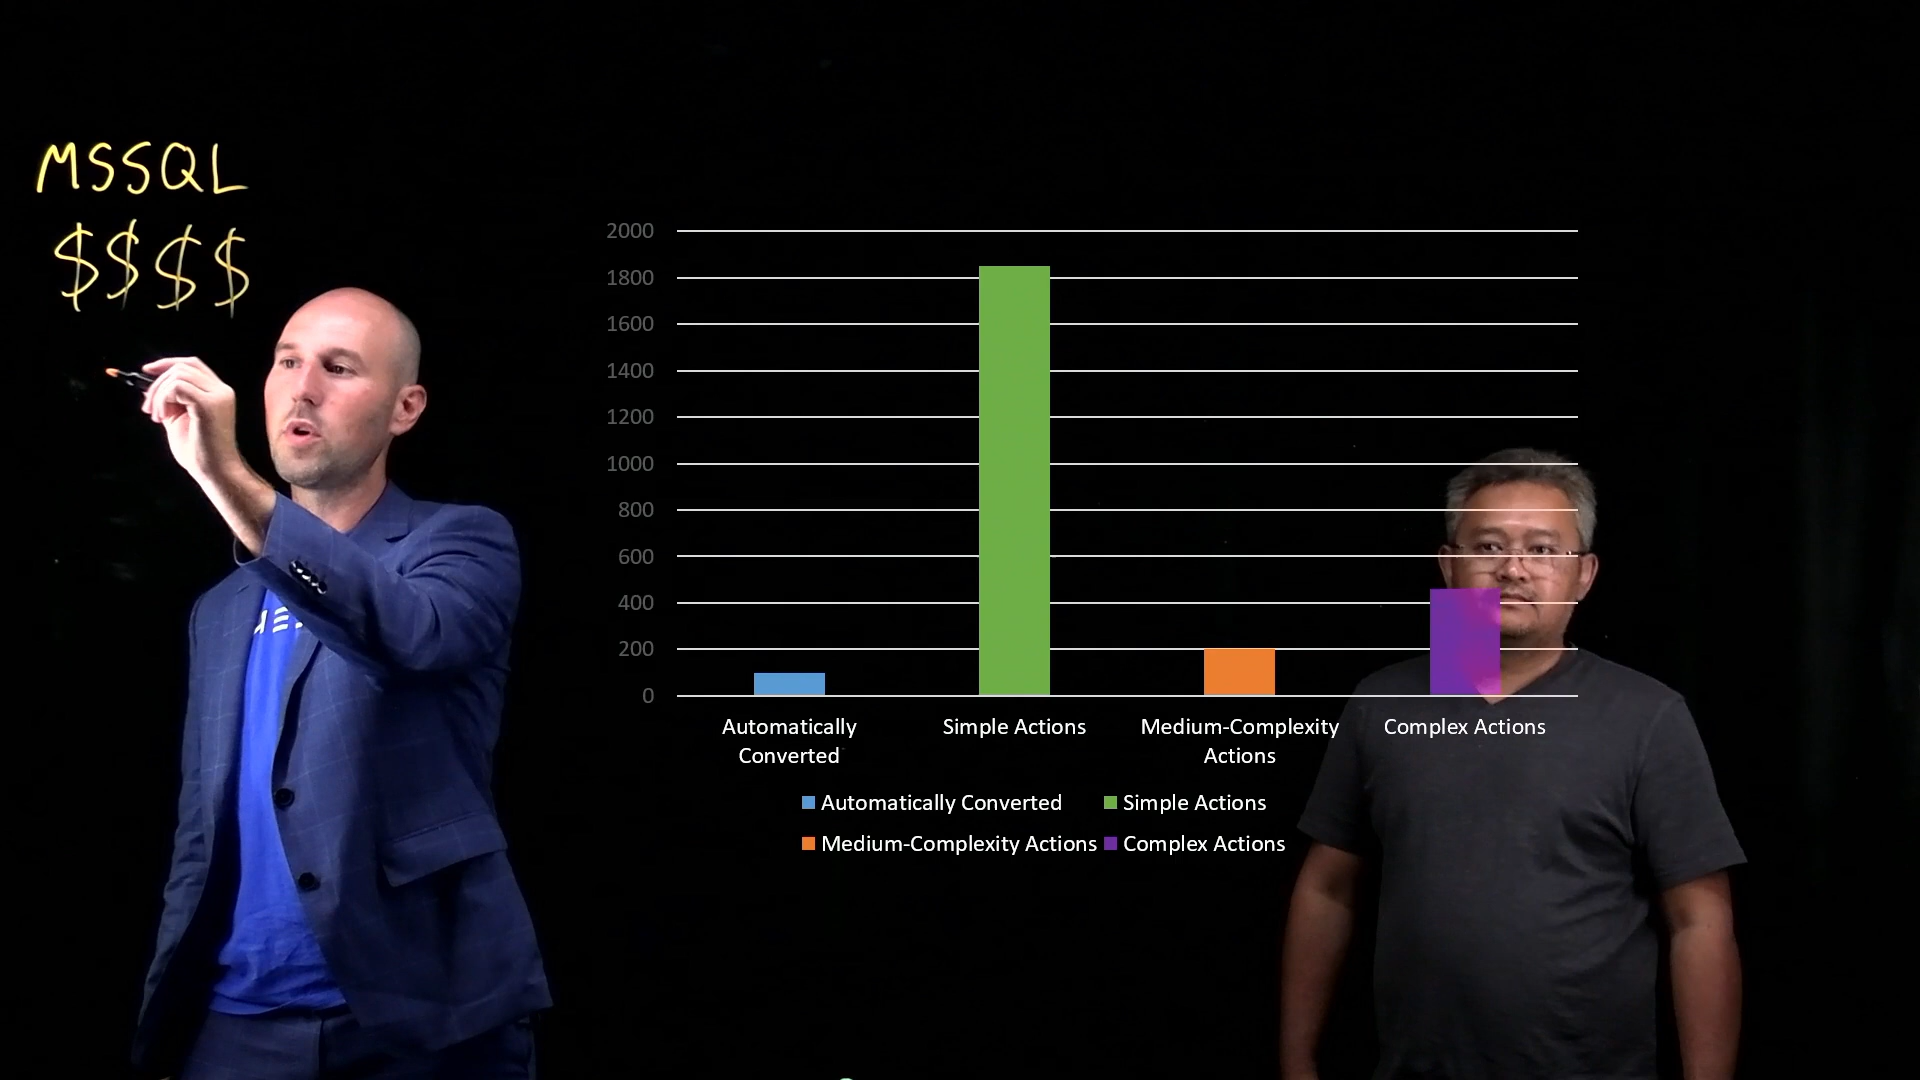 MSSQL
$$$$
2000
1800
1600
1400
1200
1000
800
600
400
200
0
Automatically
Converted
Simple Actions
Medium-Complexity
Actions
Complex Actions
Automatically Converted
Simple Actions
Medium-Complexity Actions
Complex Actions